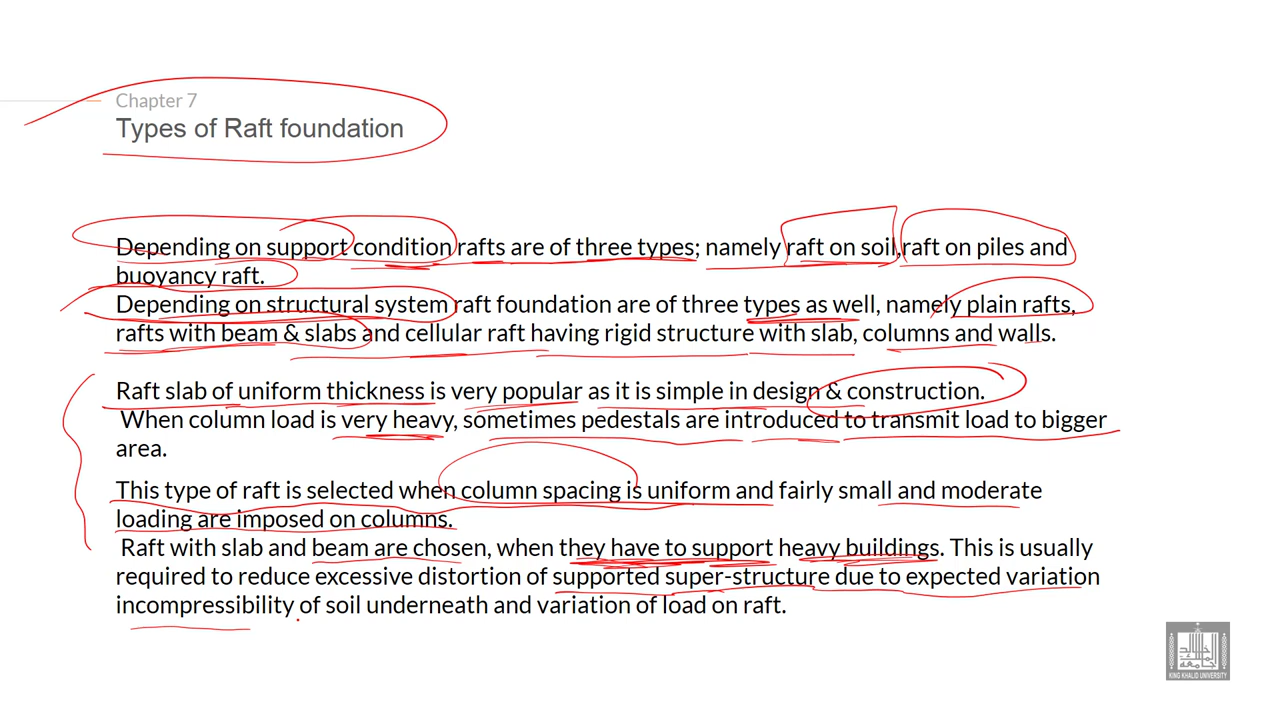 Chapter 7
Types of Raft foundation
Depending on support condition rafts are of three types; namely raft on soil, raft on piles and
buoyancy raft.
Depending on structural system raft foundation are of three types as well, namely plain rafts,
rafts with beam & slabs and cellular raft having rigid structure with slab, columns and walls.
Raft slab of uniform thickness is very popular as it is simple in design & construction.
When column load is very heavy, sometimes pedestals are introduced to transmit load to bigger
area.
This type of raft is selected when column spacing is uniform and fairly small and moderate
loading are imposed on columns.
Raft with slab and beam are chosen, when they have to support heavy buildings. This is usually
required to reduce excessive distortion of supported super-structure due to expected variation
incompressibility of soil underneath and variation of load on raft.
KING KHALID UNIVERSITY